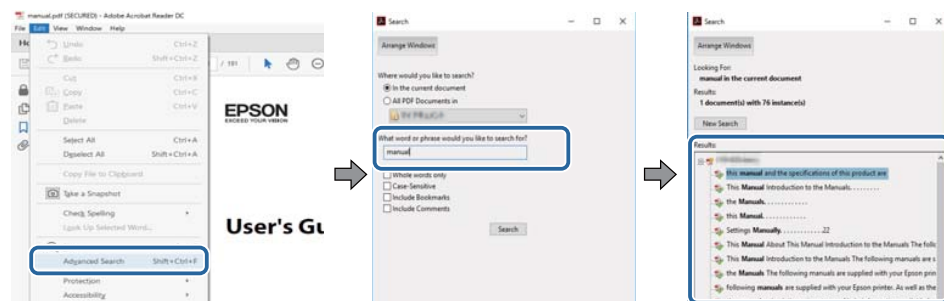 manual.pdf (SECURED) - Adobe Acrobat Reader DC
File Edit View Window Help
Undo Ctrl+Z
Redo Shift+Ctrl+Z
Cut Ctrl+X
Copy Ctrl+C
Paste Ctrl+V
Delete
Select All Ctrl+A
Deselect All Shift+Ctrl+A
Copy File to Clipboard
Take a Snapshot
Check Spelling
Look Up Selected Word...
Advanced Search Shift+Ctrl+F
Protection
Accessibility
/ 191
EPSON
EXCEED YOUR VISION
User's Gu
Search
Arrange Windows
Where would you like to search?
In the current document
All PDF Documents in
What word or phrase would you like to search for?
manual
Whole words only
Case-Sensitive
Include Bookmarks
Include Comments
Search
Search
Arrange Windows
Looking For:
manual in the current document
Results:
1 document(s) with 76 instance(s)
New Search
Results:
this manual and the specifications of this product are
This Manual Introduction to the Manuals.........
the Manuals............
this Manual............
Settings Manually............22
This Manual About This Manual Introduction to the Manuals The follo
This Manual Introduction to the Manuals The following manuals are s
the Manuals The following manuals are supplied with your Epson prin
following manuals are supplied with your Epson printer. As well as the